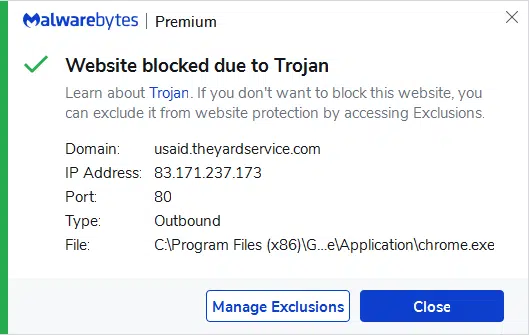 Malwarebytes | Premium
Website blocked due to Trojan
Learn about Trojan. If you don't want to block this website, you
can exclude it from website protection by accessing Exclusions.
Domain: usaid.theyardservice.com
IP Address: 83.171.237.173
Port: 80
Type: Outbound
File: C:\Program Files (x86)\G...e\Application\chrome.exe
Manage Exclusions Close